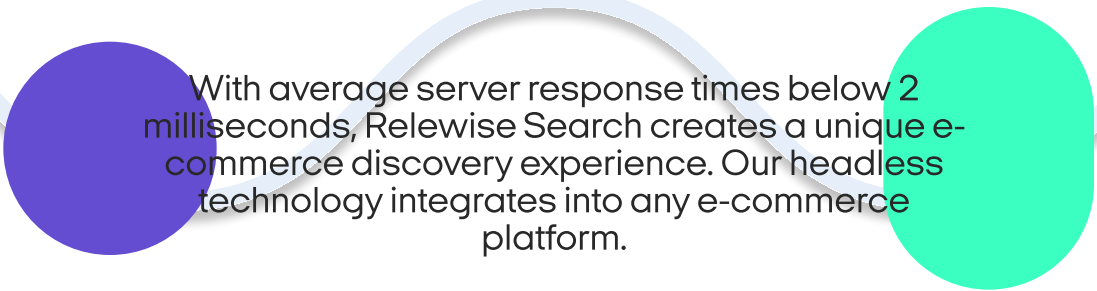 With average server response times below 2
milliseconds, Relewise Search creates a unique e-
commerce discovery experience. Our headless
technology integrates into any e-commerce
platform.